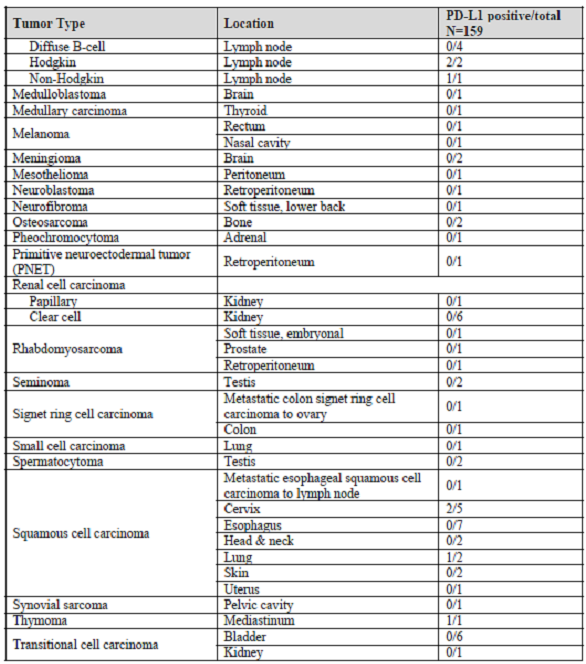 Tumor Type Location PD-L1 positive/total
N=159
Diffuse B-cell Lymph node 0/4
Hodgkin Lymph node 2/2
Non-Hodgkin Lymph node 1/1
Medulloblastoma Brain 0/1
Medullary carcinoma Thyroid 0/1
Melanoma Rectum 0/1
Nasal cavity 0/1
Meningioma Brain 0/2
Mesothelioma Peritoneum 0/1
Neuroblastoma Retroperitoneum 0/1
Neurofibroma Soft tissue, lower back 0/1
Osteosarcoma Bone 0/2
Pheochromocytoma Adrenal 0/1
Primitive neuroectodermal tumor
(PNET) Retroperitoneum 0/1
Renal cell carcinoma
Papillary Kidney 0/1
Clear cell Kidney 0/6
Rhabdomyosarcoma Soft tissue, embryonal 0/1
Prostate 0/1
Retroperitoneum 0/1
Seminoma Testis 0/2
Signet ring cell carcinoma Metastatic colon signet ring cell
carcinoma to ovary 0/1
Colon 0/1
Small cell carcinoma Lung 0/1
Spermatocytoma Testis 0/2
Squamous cell carcinoma Metastatic esophageal squamous cell
carcinoma to lymph node 0/1
Cervix 2/5
Esophagus 0/7
Head & neck 0/2
Lung 1/2
Skin 0/2
Uterus 0/1
Synovial sarcoma Pelvic cavity 0/1
Thymoma Mediastinum 1/1
Transitional cell carcinoma Bladder 0/6
Kidney 0/1